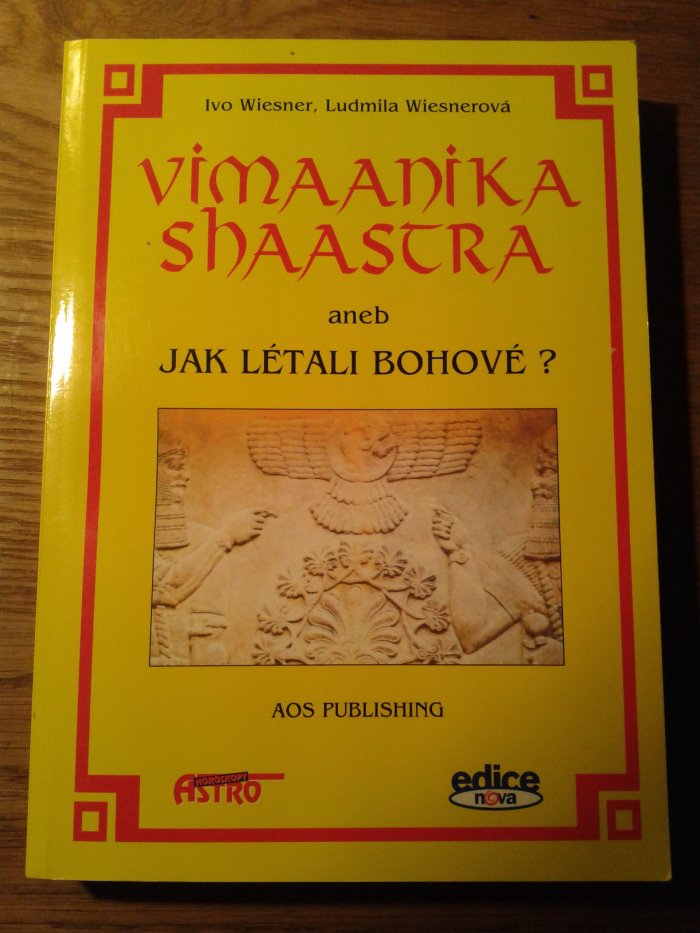 Ivo Wiesner, Ludmila Wiesnerová
VIMAANIKA
SHAASTRA
aneb
JAK LÉTALI BOHOVÉ ?
AOS PUBLISHING
HOROSKOPY
ASTRO
edice
nova